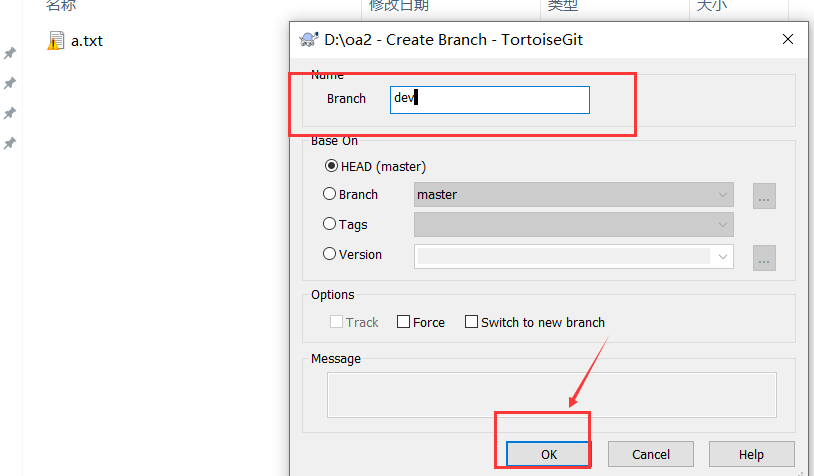 名称 修改日期 类型 大小
a.txt
D:\oa2 - Create Branch - TortoiseGit
Name
Branch dev
Base On
HEAD (master)
Branch master ...
Tags
Version ...
Options
Track Force Switch to new branch
Message
OK Cancel Help